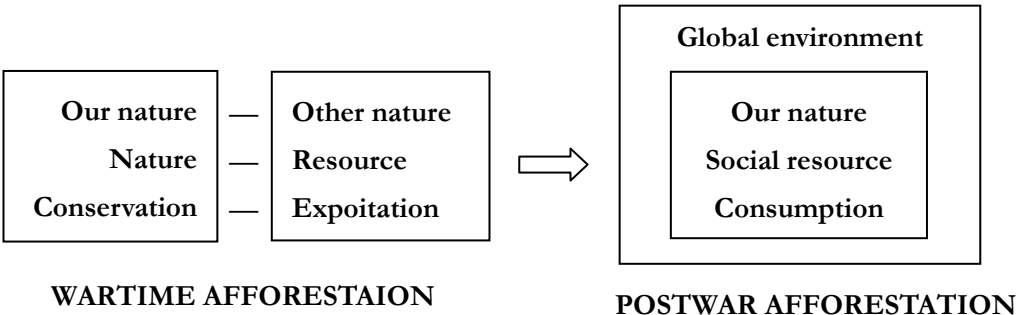 Global environment
Our nature — Other nature
Nature — Resource
Conservation — Expoitation
Our nature
Social resource
Consumption
WARTIME AFFORESTAION
POSTWAR AFFORESTATION